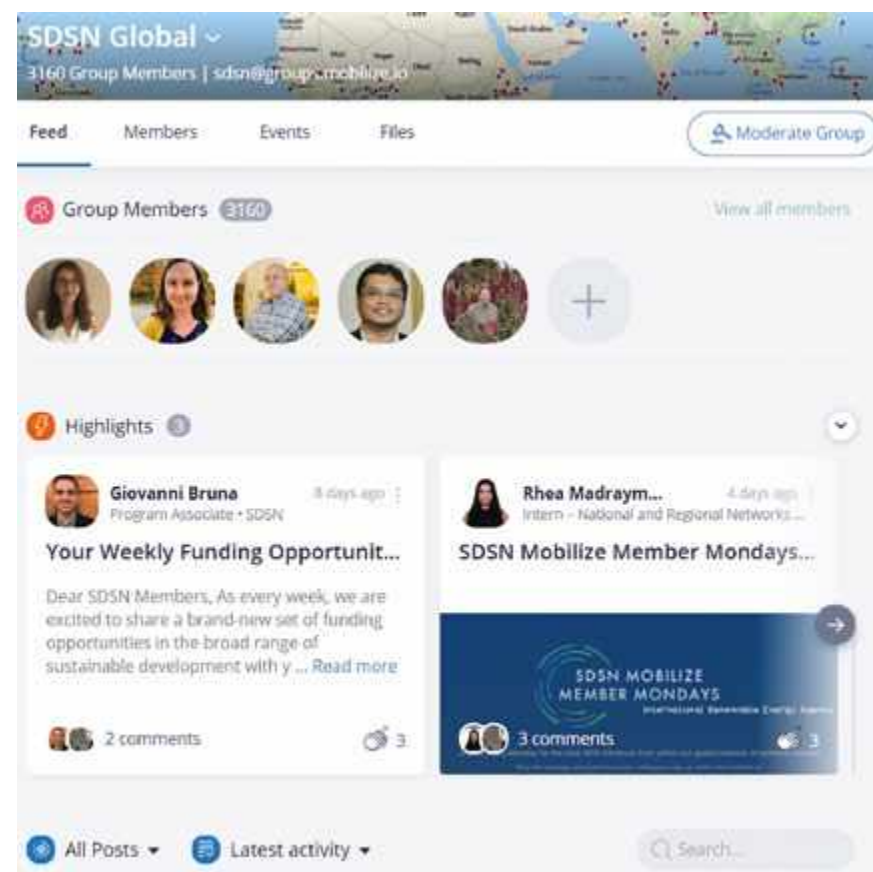 SDSN Global
3160 Group Members | sdsn@groups.mobilize.io
Feed Members Events Files Moderate Group
Group Members 3160 View all members
Highlights 3
Giovanni Bruna 8 days ago
Program Associate • SDSN
Your Weekly Funding Opportunit...
Dear SDSN Members, As every week, we are
excited to share a brand-new set of funding
opportunities in the broad range of
sustainable development with y ... Read more
2 comments 3
Rhea Madraym... 4 days ago
Intern - National and Regional Networks ...
SDSN Mobilize Member Mondays...
SDSN MOBILIZE
MEMBER MONDAYS
International Renewable Energy Agency
3 comments 3
All Posts Latest activity Search...